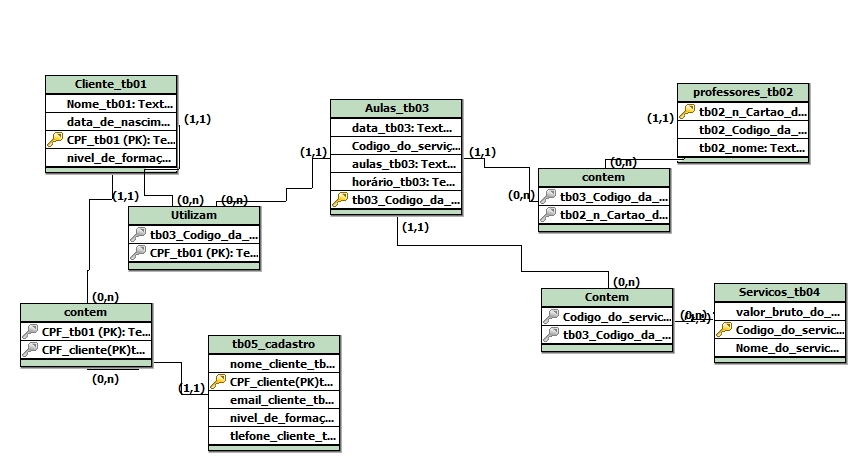 Cliente_tb01
Nome_tb01: Text...
data_de_nascim...
CPF_tb01 (PK): Te...
nivel_de_formaç...
(1,1)
(1,1)
Aulas_tb03
data_tb03: Text...
Codigo_do_serviç...
aulas_tb03: Text...
horário_tb03: Te...
tb03_Codigo_da_...
(1,1)
(1,1)
(1,1)
professores_tb02
tb02_n_Cartao_d...
tb02_Codigo_da_...
tb02_nome: Text...
(1,1)
(0,n)
contem
tb03_Codigo_da_...
tb02_n_Cartao_d...
(0,n)
(0,n)
(0,n)
Utilizam
tb03_Codigo_da_...
CPF_tb01 (PK): Te...
(0,n)
Contem
Codigo_do_servic...
tb03_Codigo_da_...
(0,n)
(1,1)
Servicos_tb04
valor_bruto_do_...
Codigo_do_servic...
Nome_do_servic...
(0,n)
contem
CPF_tb01 (PK): Te...
CPF_cliente(PK)t...
(0,n)
(1,1)
tb05_cadastro
nome_cliente_tb...
CPF_cliente(PK)t...
email_cliente_tb...
nivel_de_formaç...
tlefone_cliente_t...